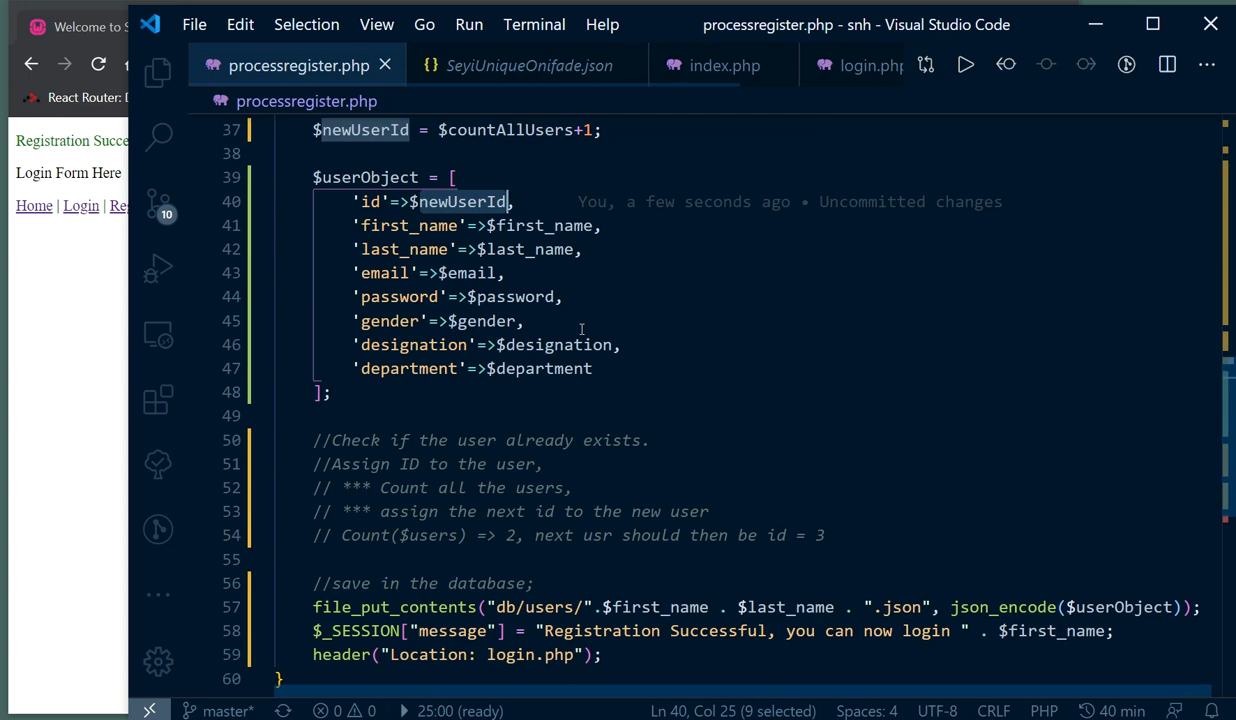 Welcome to S
File Edit Selection View Go Run Terminal Help
processregister.php - snh - Visual Studio Code
processregister.php
{} SeyiUniqueOnifade.json
index.php
login.php
React Router: D
processregister.php
Registration Succe
Login Form Here
Home | Login | Re
10
37 $newUserId = $countAllUsers+1;
38
39 $userObject = [
40 'id'=>$newUserId, You, a few seconds ago • Uncommitted changes
41 'first_name'=>$first_name,
42 'last_name'=>$last_name,
43 'email'=>$email,
44 'password'=>$password,
45 'gender'=>$gender,
46 'designation'=>$designation,
47 'department'=>$department
48 ];
49
50 //Check if the user already exists.
51 //Assign ID to the user,
52 // *** Count all the users,
53 // *** assign the next id to the new user
54 // Count($users) => 2, next usr should then be id = 3
55
56 //save in the database;
57 file_put_contents("db/users/".$first_name . $last_name . ".json", json_encode($userObject));
58 $_SESSION["message"] = "Registration Successful, you can now login " . $first_name;
59 header("Location: login.php");
60 }
master* 0 0 25:00 (ready) Ln 40, Col 25 (9 selected) Spaces: 4 UTF-8 CRLF PHP 40 min